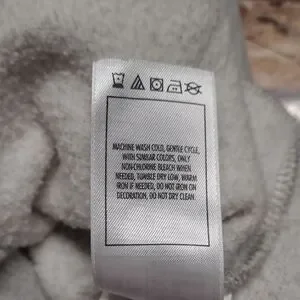 MACHINE WASH COLD, GENTLE CYCLE,
WITH SIMILAR COLORS, ONLY
NON-CHLORINE BLEACH WHEN
NEEDED, TUMBLE DRY LOW, WARM
IRON IF NEEDED, DO NOT IRON ON
DECORATION, DO NOT DRY CLEAN.